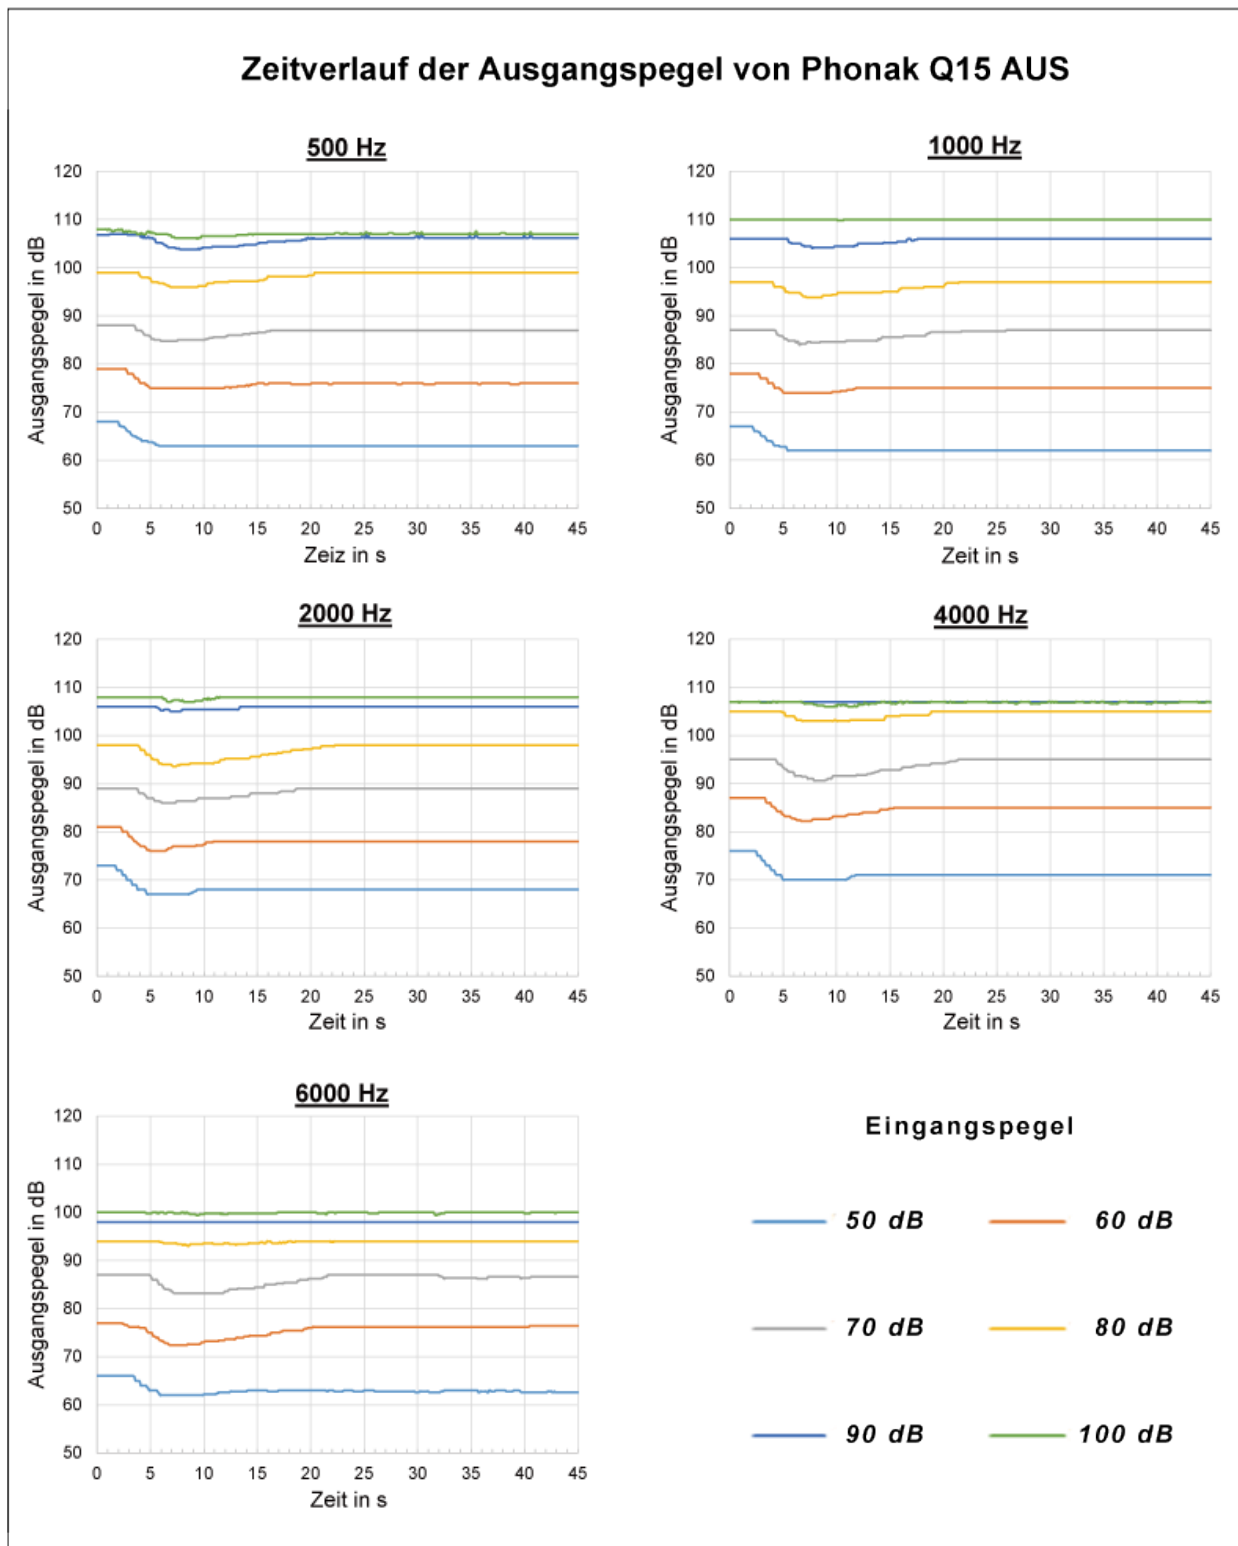 Zeitverlauf der Ausgangspegel von Phonak Q15 AUS
500 Hz
Ausgangspegel in dB
120
110
100
90
80
70
60
50
0 5 10 15 20 25 30 35 40 45
Zeiz in s
1000 Hz
Ausgangspegel in dB
120
110
100
90
80
70
60
50
0 5 10 15 20 25 30 35 40 45
Zeit in s
2000 Hz
Ausgangspegel in dB
120
110
100
90
80
70
60
50
0 5 10 15 20 25 30 35 40 45
Zeit in s
4000 Hz
Ausgangspegel in dB
120
110
100
90
80
70
60
50
0 5 10 15 20 25 30 35 40 45
Zeit in s
6000 Hz
Ausgangspegel in dB
120
110
100
90
80
70
60
50
0 5 10 15 20 25 30 35 40 45
Zeit in s
Eingangspegel
50 dB 60 dB
70 dB 80 dB
90 dB 100 dB